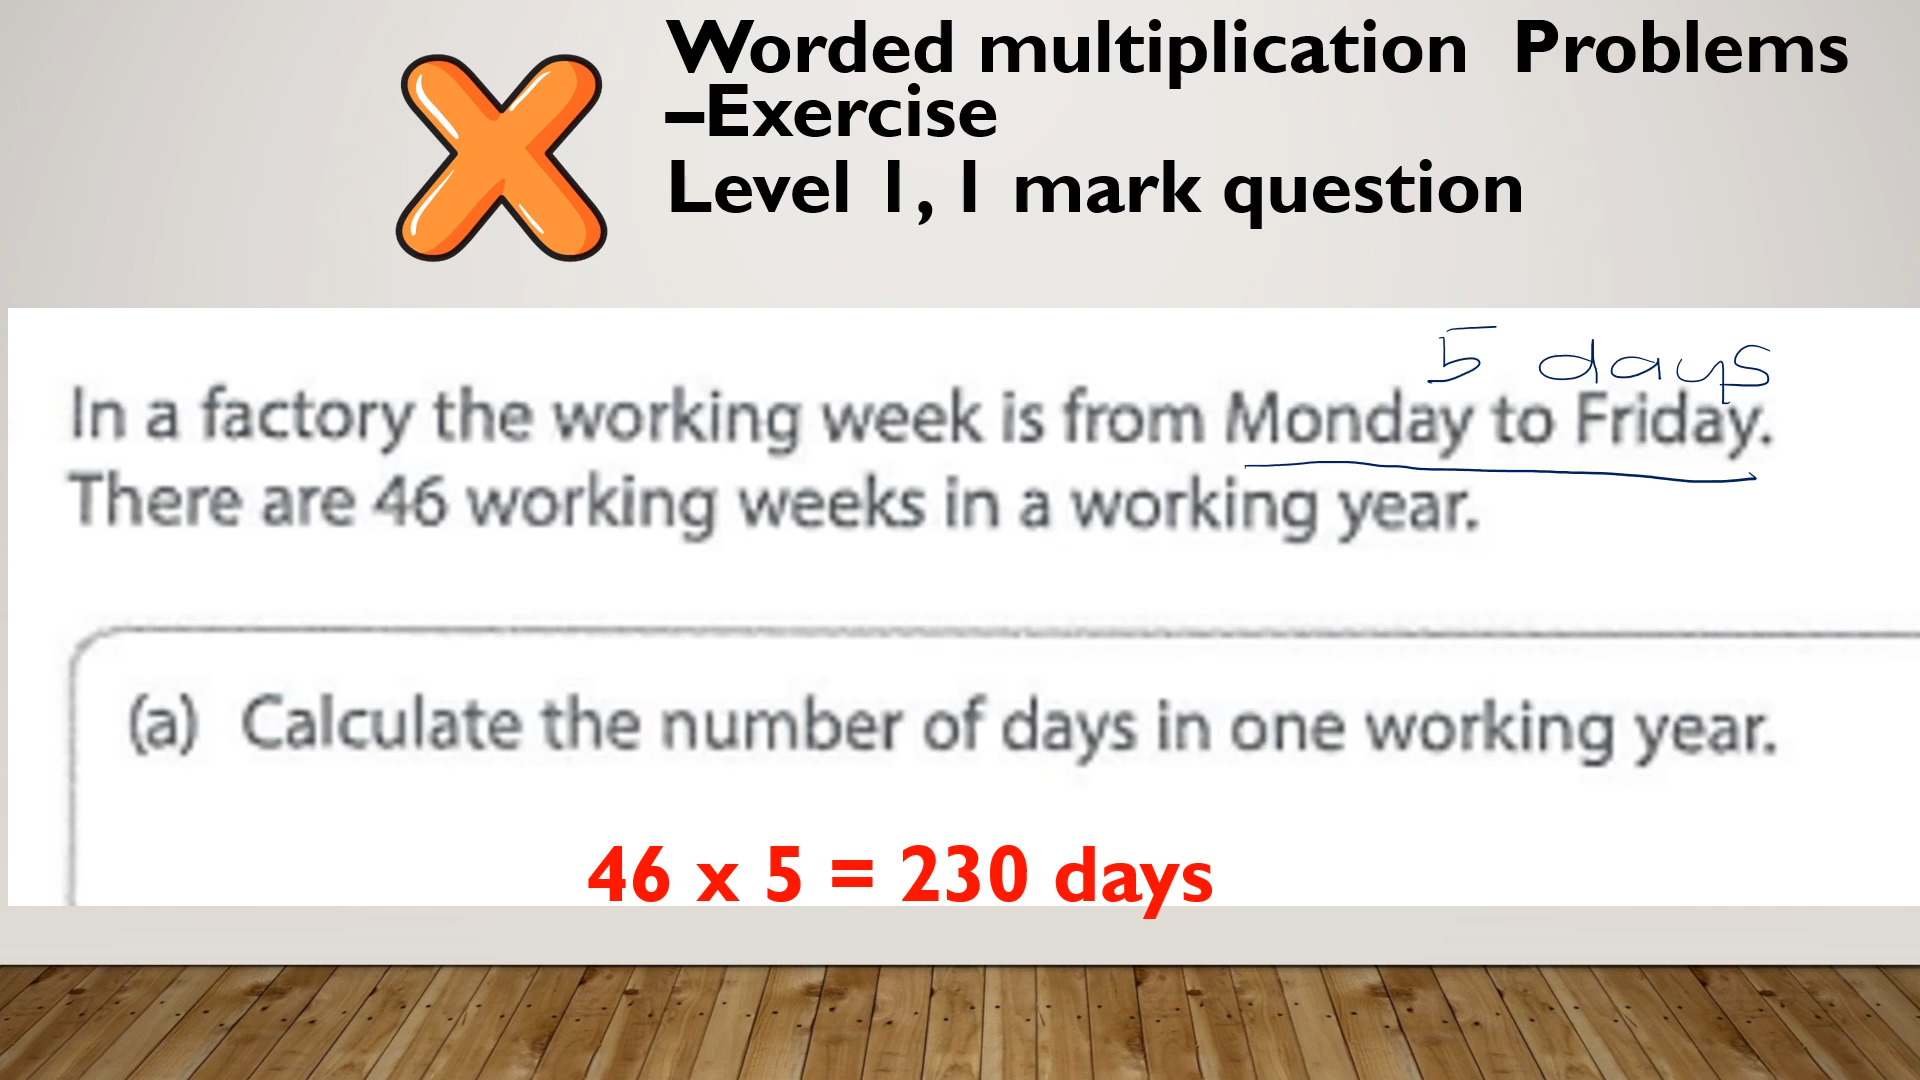 Worded multiplication Problems
–Exercise
Level 1, 1 mark question
5 days
In a factory the working week is from Monday to Friday.
There are 46 working weeks in a working year.
(a) Calculate the number of days in one working year.
46 x 5 = 230 days